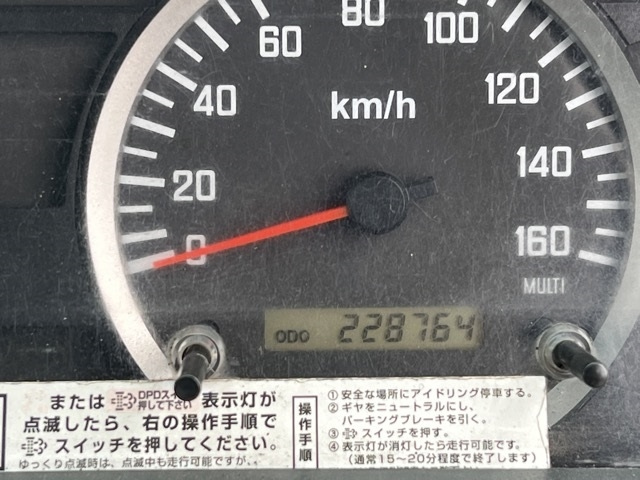 80
60
100
40
km/h
120
20
140
0
160
MULTI
ODO 228764
または DPDスイ
押して下さい 表示灯が
点滅したら、右の操作手順で
スイッチを押してください。
ゆっくり点滅時は、点滅中も走行可能ですが、
操作手順
① 安全な場所にアイドリング停車する。
② ギヤをニュートラルにし、
パーキングブレーキを引く。
③ スイッチを押す。
④ 表示灯が消灯したら走行可能です。
(通常15~20分程度で終了します)